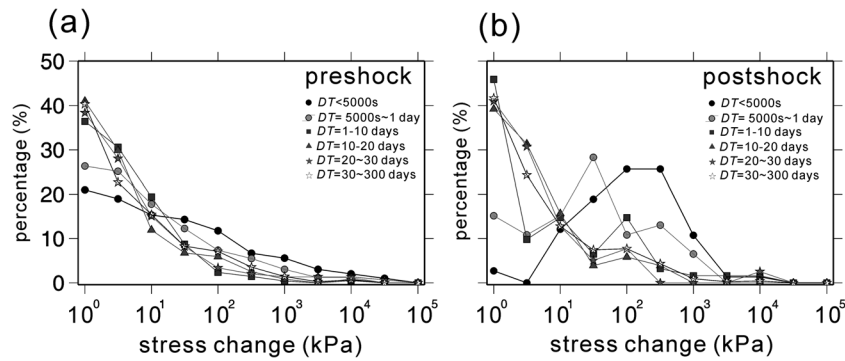 (a)
preshock
DT<5000s
DT= 5000s~1 day
DT=1-10 days
DT=10-20 days
DT=20~30 days
DT=30~300 days
percentage (%)
50
40
30
20
10
0
10^0 10^1 10^2 10^3 10^4 10^5
stress change (kPa)
(b)
postshock
DT<5000s
DT= 5000s~1 day
DT=1-10 days
DT=10-20 days
DT=20~30 days
DT=30~300 days
percentage (%)
10^0 10^1 10^2 10^3 10^4 10^5
stress change (kPa)